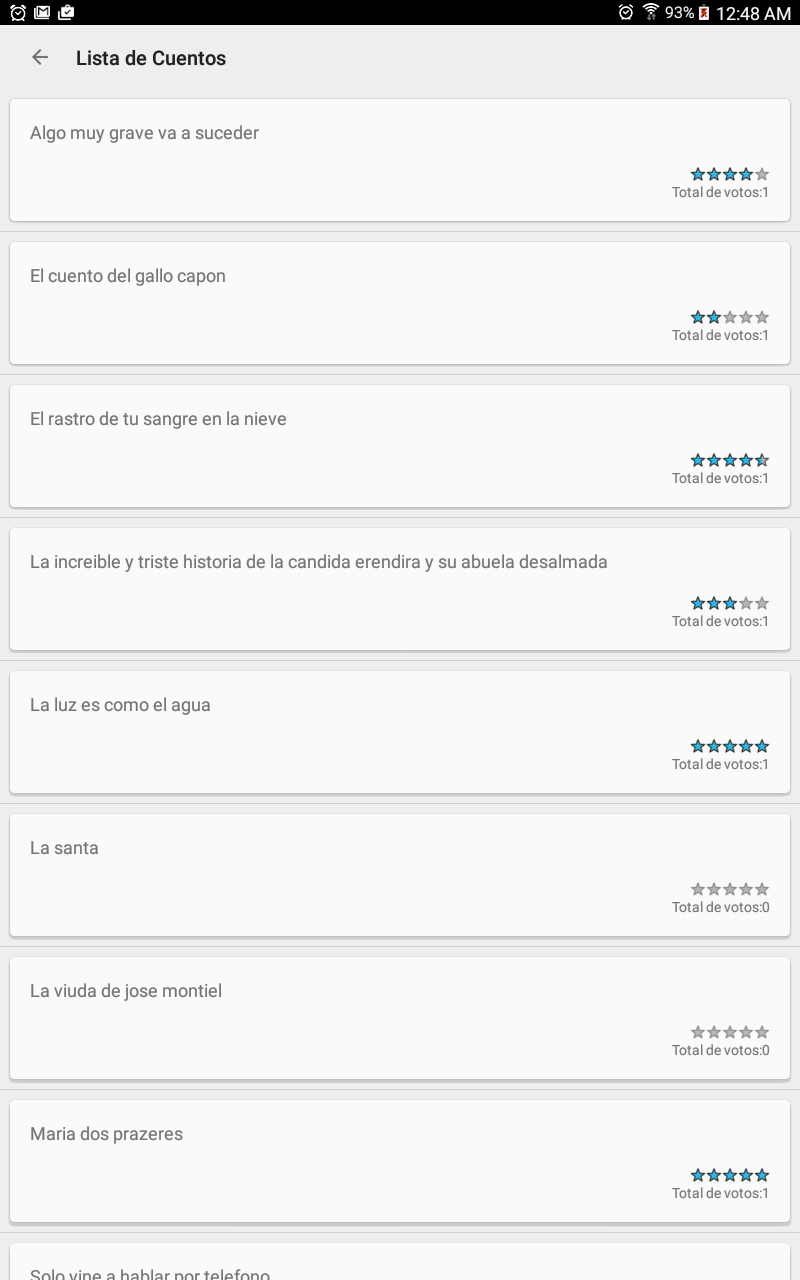 93% 12:48 AM
Lista de Cuentos
Algo muy grave va a suceder
Total de votos:1
El cuento del gallo capon
Total de votos:1
El rastro de tu sangre en la nieve
Total de votos:1
La increible y triste historia de la candida erendira y su abuela desalmada
Total de votos:1
La luz es como el agua
Total de votos:1
La santa
Total de votos:0
La viuda de jose montiel
Total de votos:0
Maria dos prazeres
Total de votos:1
Solo vine a hablar por telefono